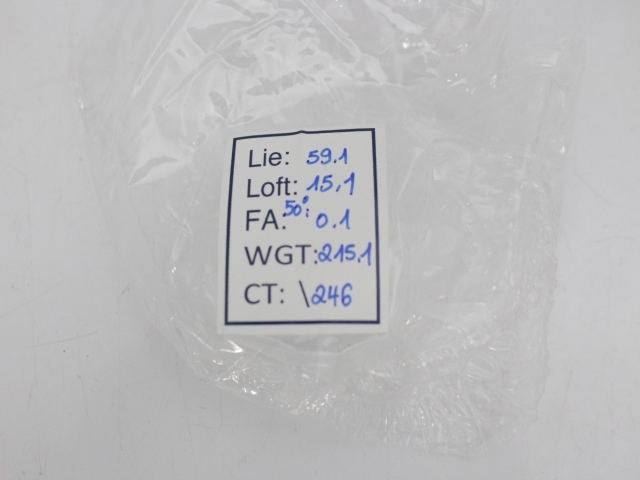 Lie: 59.1
Loft: 15.1
FA: 50°: 0.1
WGT: 215.1
CT: \246